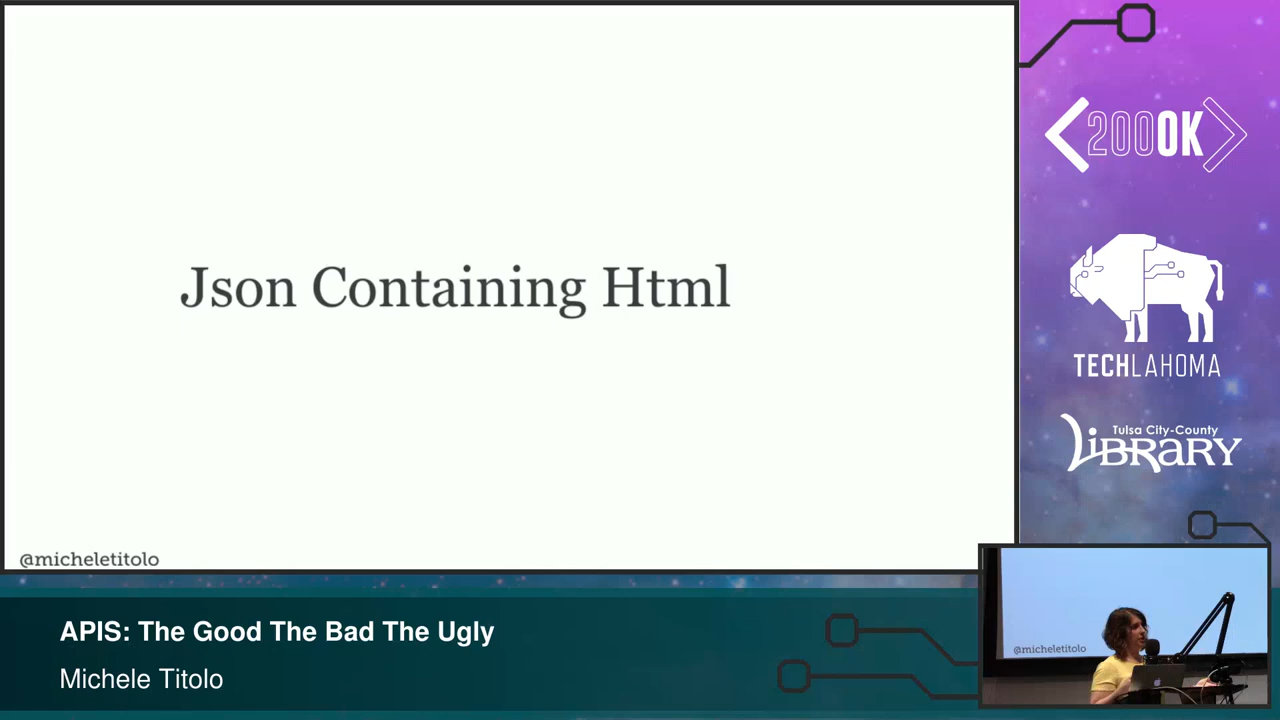 Json Containing Html
@micheletitolo
APIS: The Good The Bad The Ugly
Michele Titolo
200OK
TECHLAHOMA
Tulsa City-County
LiBRARY
@micheletitolo